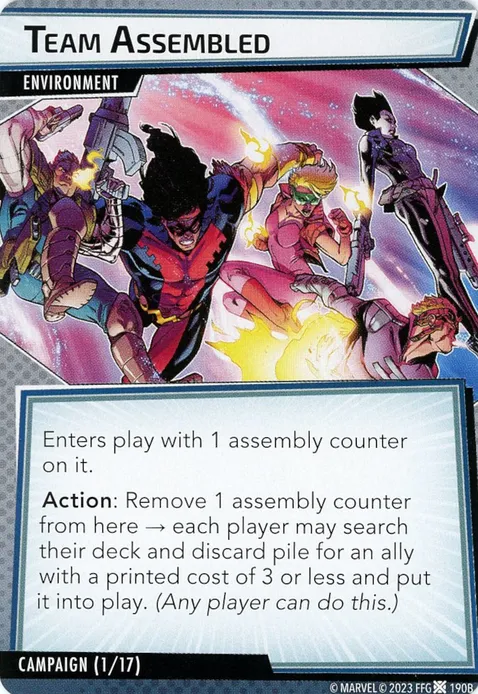 TEAM ASSEMBLED
ENVIRONMENT
Enters play with 1 assembly counter
on it.
Action: Remove 1 assembly counter
from here → each player may search
their deck and discard pile for an ally
with a printed cost of 3 or less and put
it into play. (Any player can do this.)
CAMPAIGN (1/17)
© MARVEL © 2023 FFG 190B